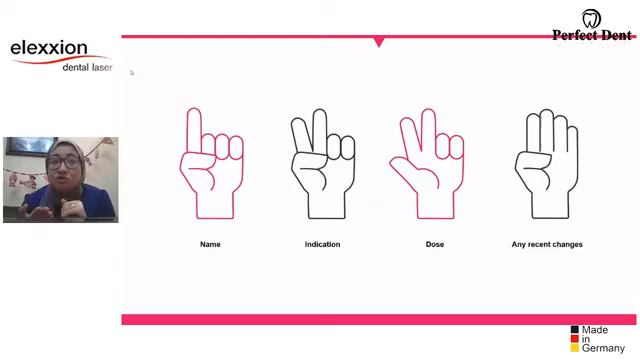 Perfect Dent
elexxion
dental laser
Name
Indication
Dose
Any recent changes
Made
in
Germany